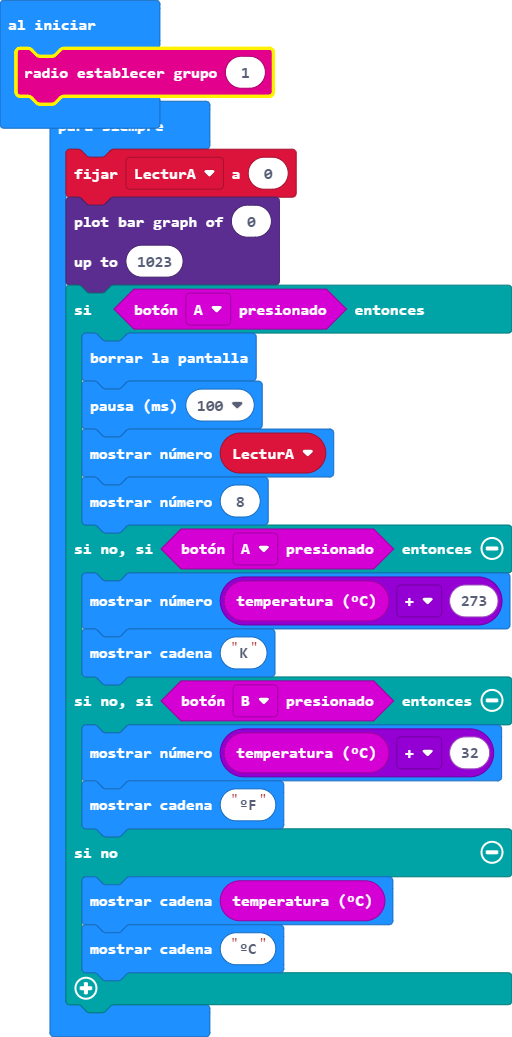 al iniciar
radio establecer grupo 1
para siempre
fijar LecturA a 0
plot bar graph of 0
up to 1023
si botón A presionado entonces
borrar la pantalla
pausa (ms) 100
mostrar número LecturA
mostrar número 8
si no, si botón A presionado entonces
mostrar número temperatura (ºC) + 273
mostrar cadena "K"
si no, si botón B presionado entonces
mostrar número temperatura (ºC) + 32
mostrar cadena "ºF"
si no
mostrar cadena temperatura (ºC)
mostrar cadena "ºC"